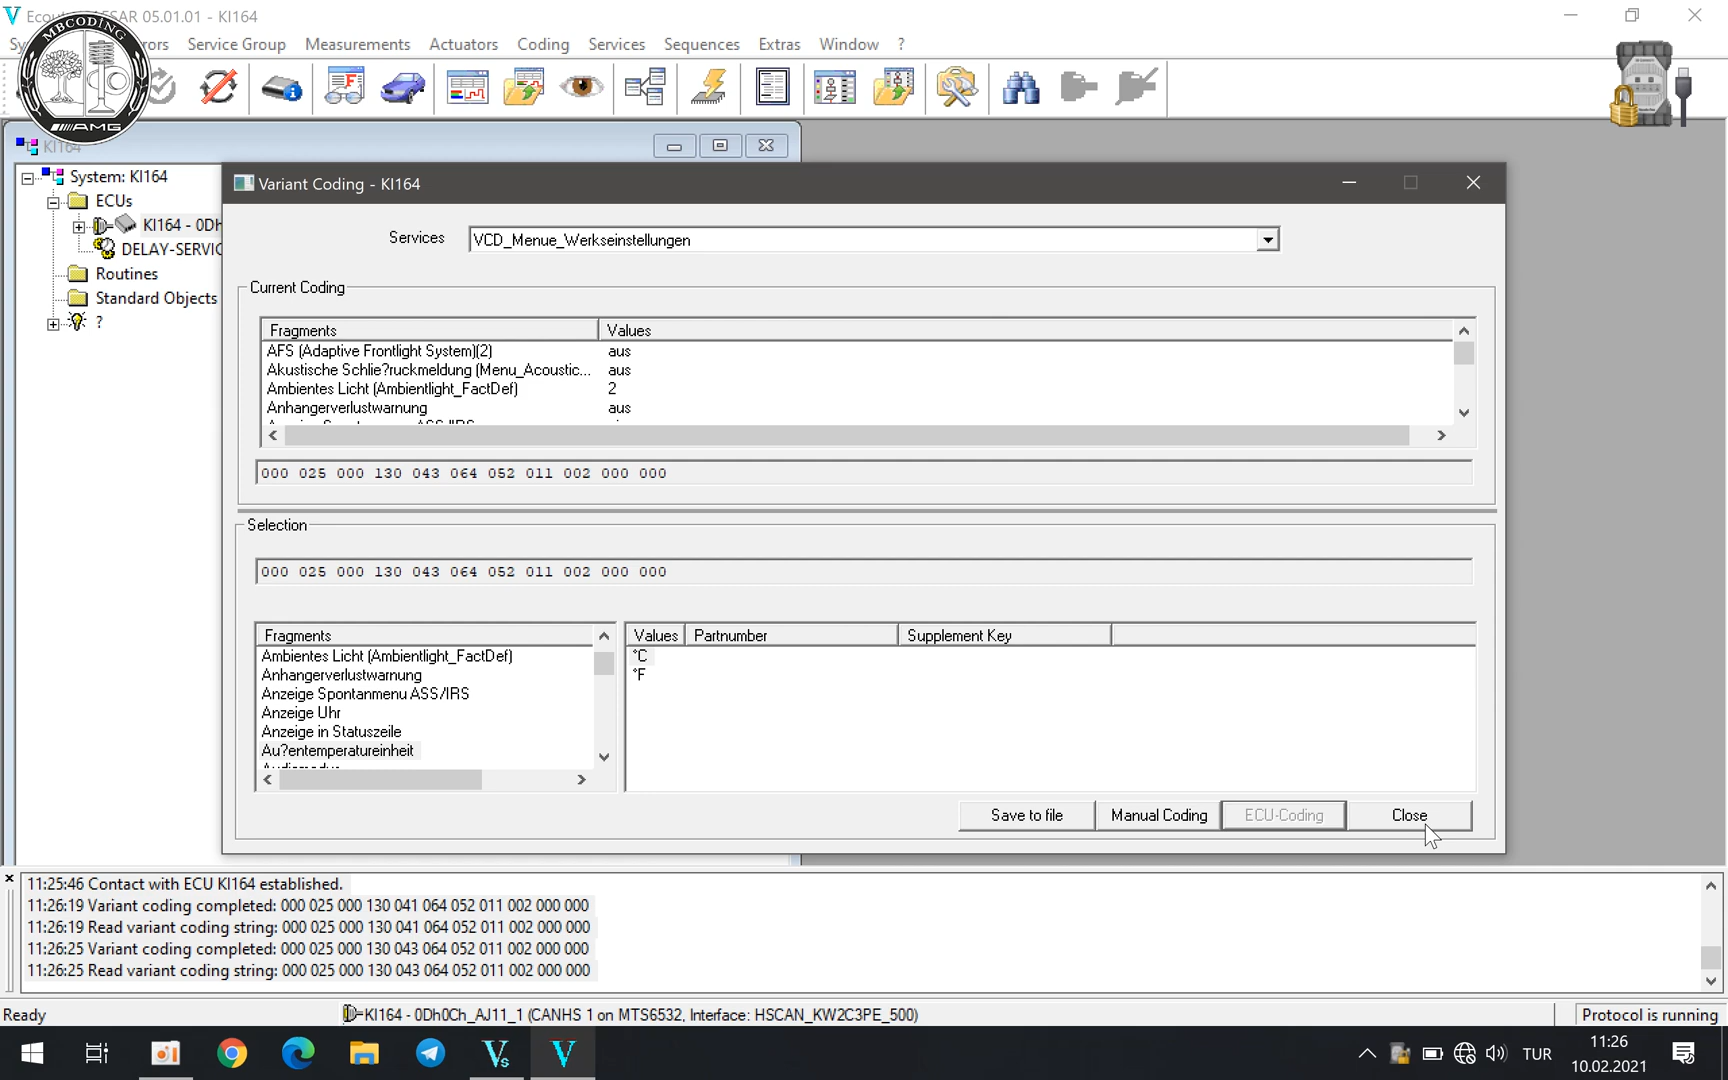 V Ecou SAR 05.01.01 - KI164
Sy rors Service Group Measurements Actuators Coding Services Sequences Extras Window ?
MBCODING
AMG
KI164
System: KI164
ECUs
KI164 - 0Dh
DELAY-SERVIC
Routines
Standard Objects
?
Variant Coding - KI164
Services VCD_Menue_Werkseinstellungen
Current Coding
Fragments Values
AFS (Adaptive Frontlight System)(2) aus
Akustische Schlie?ruckmeldung (Menu_Acoustic... aus
Ambientes Licht (Ambientlight_FactDef) 2
Anhangerverlustwarnung aus
000 025 000 130 043 064 052 011 002 000 000
Selection
000 025 000 130 043 064 052 011 002 000 000
Fragments Values Partnumber Supplement Key
Ambientes Licht (Ambientlight_FactDef) °C
Anhangerverlustwarnung °F
Anzeige Spontanmenu ASS/IRS
Anzeige Uhr
Anzeige in Statuszeile
Au?entemperatureinheit
Save to file Manual Coding ECU-Coding Close
11:25:46 Contact with ECU KI164 established.
11:26:19 Variant coding completed: 000 025 000 130 041 064 052 011 002 000 000
11:26:19 Read variant coding string: 000 025 000 130 041 064 052 011 002 000 000
11:26:25 Variant coding completed: 000 025 000 130 043 064 052 011 002 000 000
11:26:25 Read variant coding string: 000 025 000 130 043 064 052 011 002 000 000
Ready KI164 - 0Dh0Ch_AJ11_1 (CANHS 1 on MTS6532, Interface: HSCAN_KW2C3PE_500) Protocol is running
TUR 11:26
10.02.2021